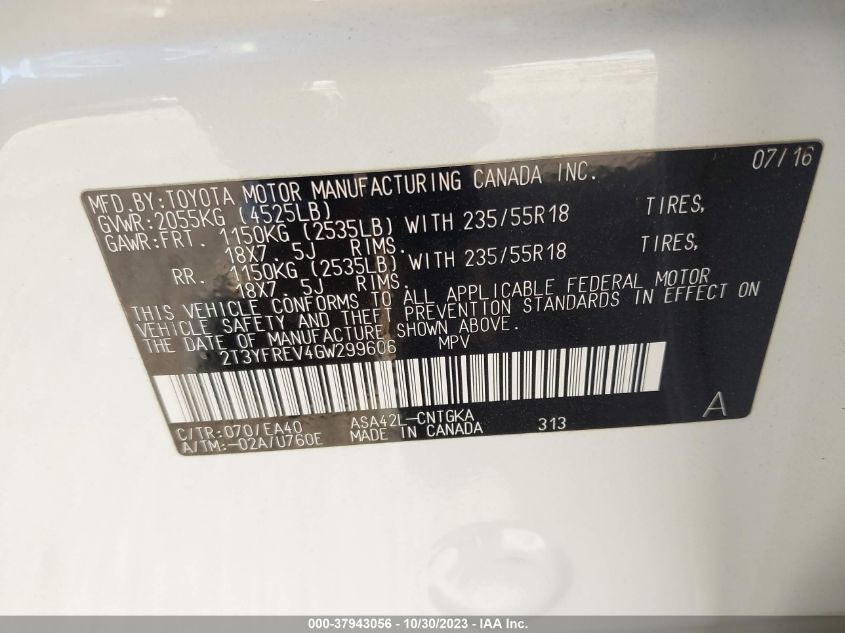 07/16
MFD.BY:TOYOTA MOTOR MANUFACTURING CANADA INC.
GVWR:2055KG (4525LB)
GAWR:FRT. 1150KG (2535LB) WITH 235/55R18 TIRES,
18X7. 5J RIMS.
RR. 1150KG (2535LB) WITH 235/55R18 TIRES,
18X7. 5J RIMS.
THIS VEHICLE CONFORMS TO ALL APPLICABLE FEDERAL MOTOR
VEHICLE SAFETY AND THEFT PREVENTION STANDARDS IN EFFECT ON
THE DATE OF MANUFACTURE SHOWN ABOVE.
2T3YFREV4GW299606 MPV
C/TR:070/EA40 ASA42L-CNTGKA 313 A
A/TM:-02A/U760E MADE IN CANADA
000-37943056 - 10/30/2023 - IAA Inc.